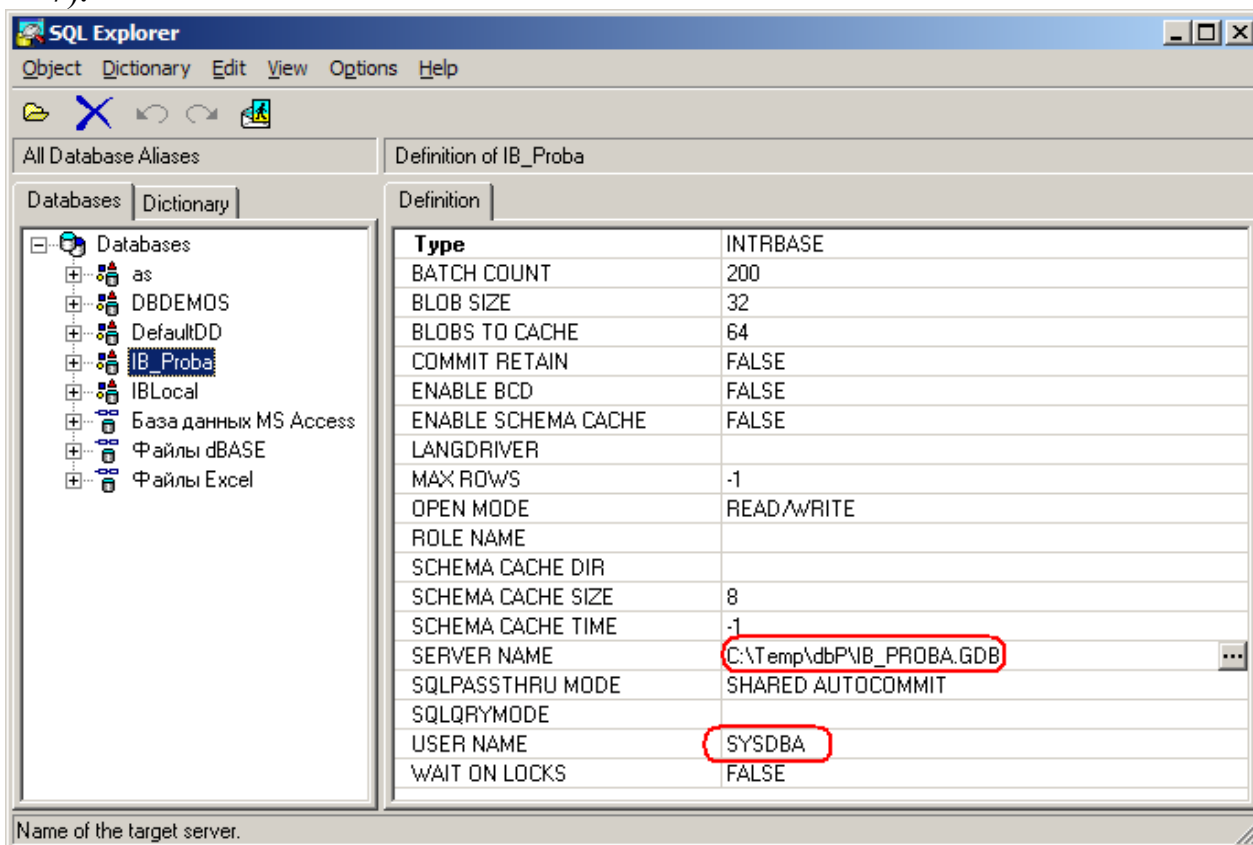 SQL Explorer
Object Dictionary Edit View Options Help
All Database Aliases
Definition of IB_Proba
Databases Dictionary
Definition
Databases
as
DBDEMOS
DefaultDD
IB_Proba
IBLocal
База данных MS Access
Файлы dBASE
Файлы Excel
Type INTRBASE
BATCH COUNT 200
BLOB SIZE 32
BLOBS TO CACHE 64
COMMIT RETAIN FALSE
ENABLE BCD FALSE
ENABLE SCHEMA CACHE FALSE
LANGDRIVER
MAX ROWS -1
OPEN MODE READ/WRITE
ROLE NAME
SCHEMA CACHE DIR
SCHEMA CACHE SIZE 8
SCHEMA CACHE TIME -1
SERVER NAME C:\Temp\dbP\IB_PROBA.GDB ...
SQLPASSTHRU MODE SHARED AUTOCOMMIT
SQLQRYMODE
USER NAME SYSDBA
WAIT ON LOCKS FALSE
Name of the target server.